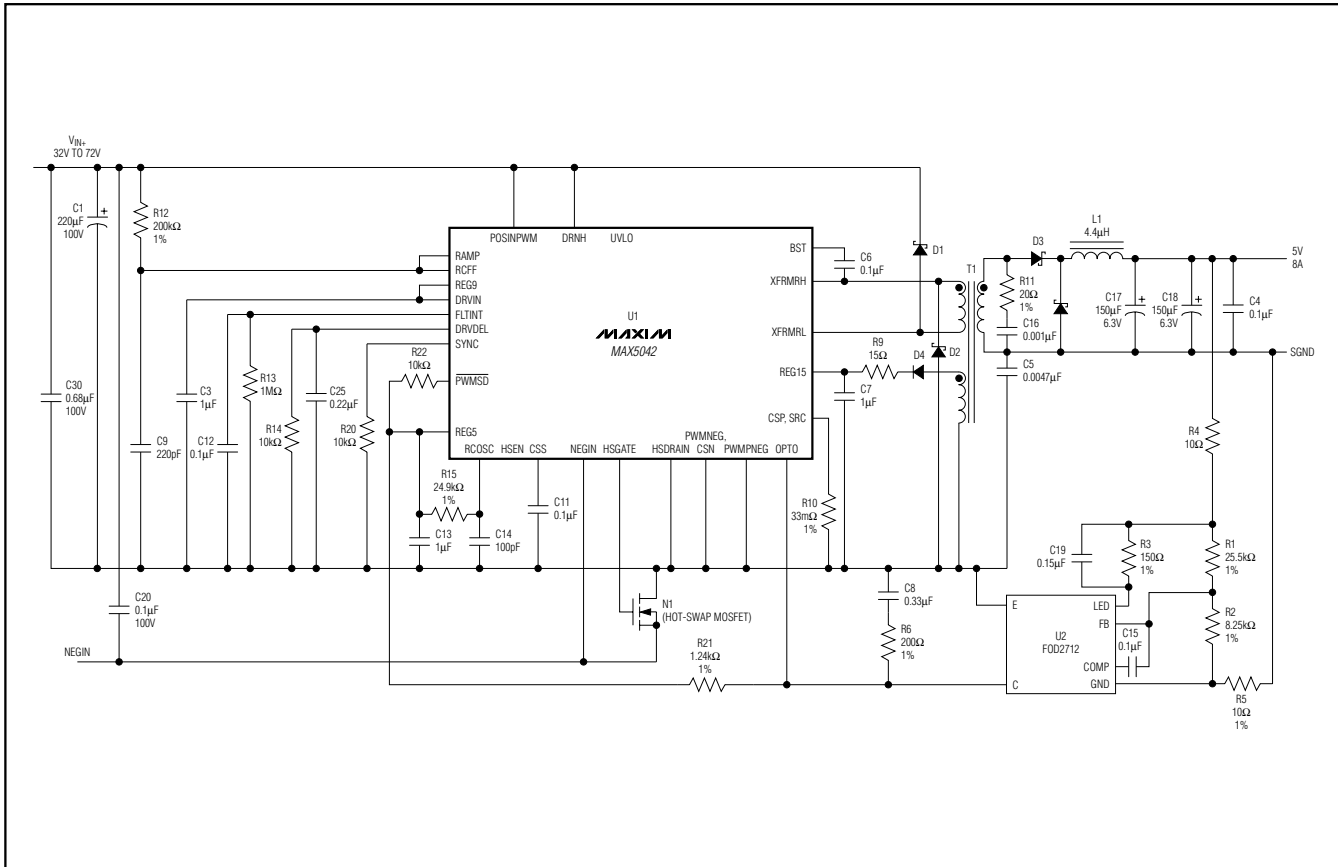 VIN+
32V TO 72V
C1
220µF
100V
R12
200kΩ
1%
C30
0.68µF
100V
C9
220pF
C3
1µF
C12
0.1µF
R13
1MΩ
R14
10kΩ
C25
0.22µF
R20
10kΩ
R22
10kΩ
POSINPWM
DRNH
UVLO
RAMP
RCFF
REG9
DRVIN
FLTINT
DRVDEL
SYNC
PWMSD
REG5
U1
MAXIM
MAX5042
BST
XFRMRH
XFRMRL
REG15
CSP, SRC
RCOSC
HSEN
CSS
NEGIN
HSGATE
HSDRAIN
PWMNEG,
CSN
PWMPNEG
OPTO
C6
0.1µF
D1
T1
D2
R9
15Ω
D4
C7
1µF
R10
33mΩ
1%
D3
R11
20Ω
1%
C16
0.001µF
C5
0.0047µF
L1
4.4µH
C17
150µF
6.3V
C18
150µF
6.3V
C4
0.1µF
5V
8A
SGND
R4
10Ω
R15
24.9kΩ
1%
C13
1µF
C14
100pF
C11
0.1µF
C20
0.1µF
100V
NEGIN
N1
(HOT-SWAP MOSFET)
R21
1.24kΩ
1%
C8
0.33µF
R6
200Ω
1%
C19
0.15µF
R3
150Ω
1%
R1
25.5kΩ
1%
R2
8.25kΩ
1%
E
C
U2
FOD2712
LED
FB
COMP
GND
C15
0.1µF
R5
10Ω
1%